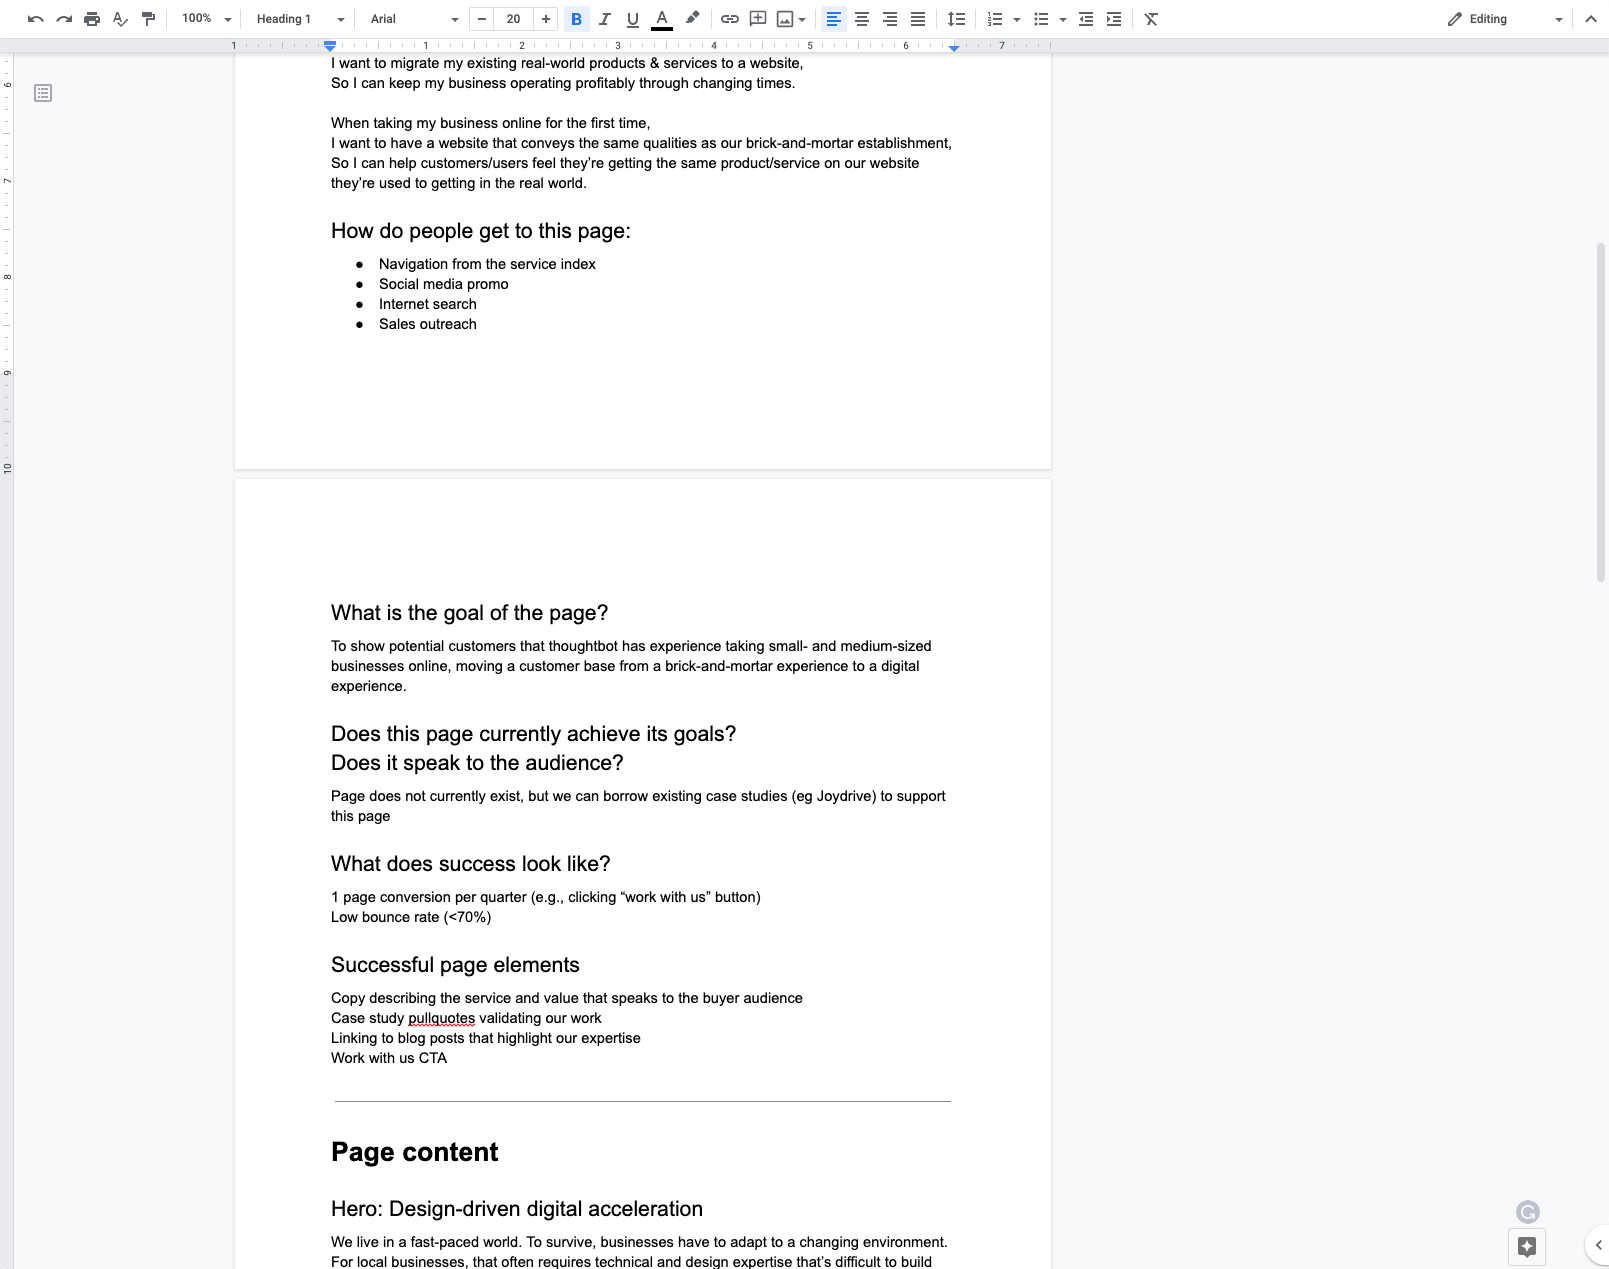 100% Heading 1 Arial − 20 + B I U A Editing
1 1 2 3 4 5 6 7
6
7
8
9
10
I want to migrate my existing real-world products & services to a website,
So I can keep my business operating profitably through changing times.
When taking my business online for the first time,
I want to have a website that conveys the same qualities as our brick-and-mortar establishment,
So I can help customers/users feel they’re getting the same product/service on our website
they’re used to getting in the real world.
How do people get to this page:
● Navigation from the service index
● Social media promo
● Internet search
● Sales outreach
What is the goal of the page?
To show potential customers that thoughtbot has experience taking small- and medium-sized
businesses online, moving a customer base from a brick-and-mortar experience to a digital
experience.
Does this page currently achieve its goals?
Does it speak to the audience?
Page does not currently exist, but we can borrow existing case studies (eg Joydrive) to support
this page
What does success look like?
1 page conversion per quarter (e.g., clicking “work with us” button)
Low bounce rate (<70%)
Successful page elements
Copy describing the service and value that speaks to the buyer audience
Case study pullquotes validating our work
Linking to blog posts that highlight our expertise
Work with us CTA
Page content
Hero: Design-driven digital acceleration
We live in a fast-paced world. To survive, businesses have to adapt to a changing environment.
For local businesses, that often requires technical and design expertise that’s difficult to build